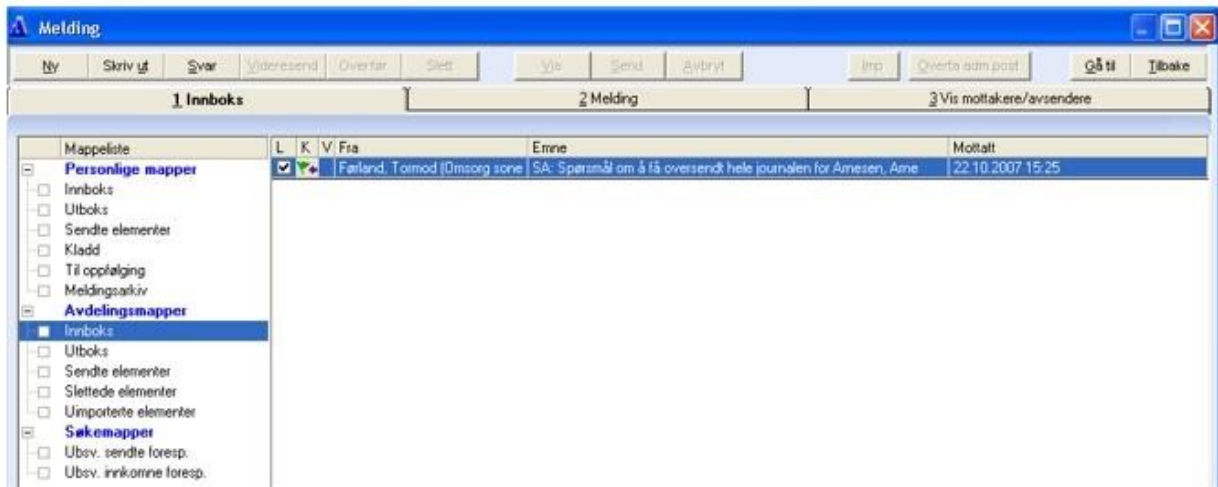 Melding
Ny Skriv ut Svar Videresend Overfør Slett Vis Send Avbryt Imp Overta adm.post Gå til Tilbake
1 Innboks 2 Melding 3 Vis mottakere/avsendere
Mappeliste L K V Fra Emne Mottatt
Personlige mapper Førland, Tormod (Omsorg sone SA: Spørsmål om å få oversendt hele journalen for Arnesen, Arne 22.10.2007 15:25
Innboks
Utboks
Sendte elementer
Kladd
Til oppfølging
Meldingsarkiv
Avdelingsmapper
Innboks
Utboks
Sendte elementer
Slettede elementer
Uimporterte elementer
Søkemapper
Ubsv. sendte foresp.
Ubsv. innkomne foresp.